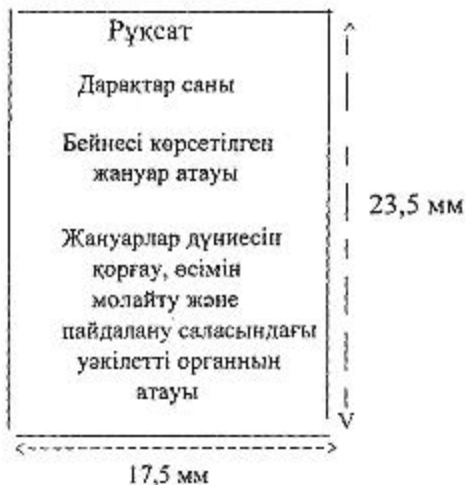 Рұқсат
Дарақтар саны
Бейнесі көрсетілген
жануар атауы
Жануарлар дүниесін
қорғау, өсімін
молайту және
пайдалану саласындағы
уәкілетті органнын
атауы
23,5 мм
17,5 мм